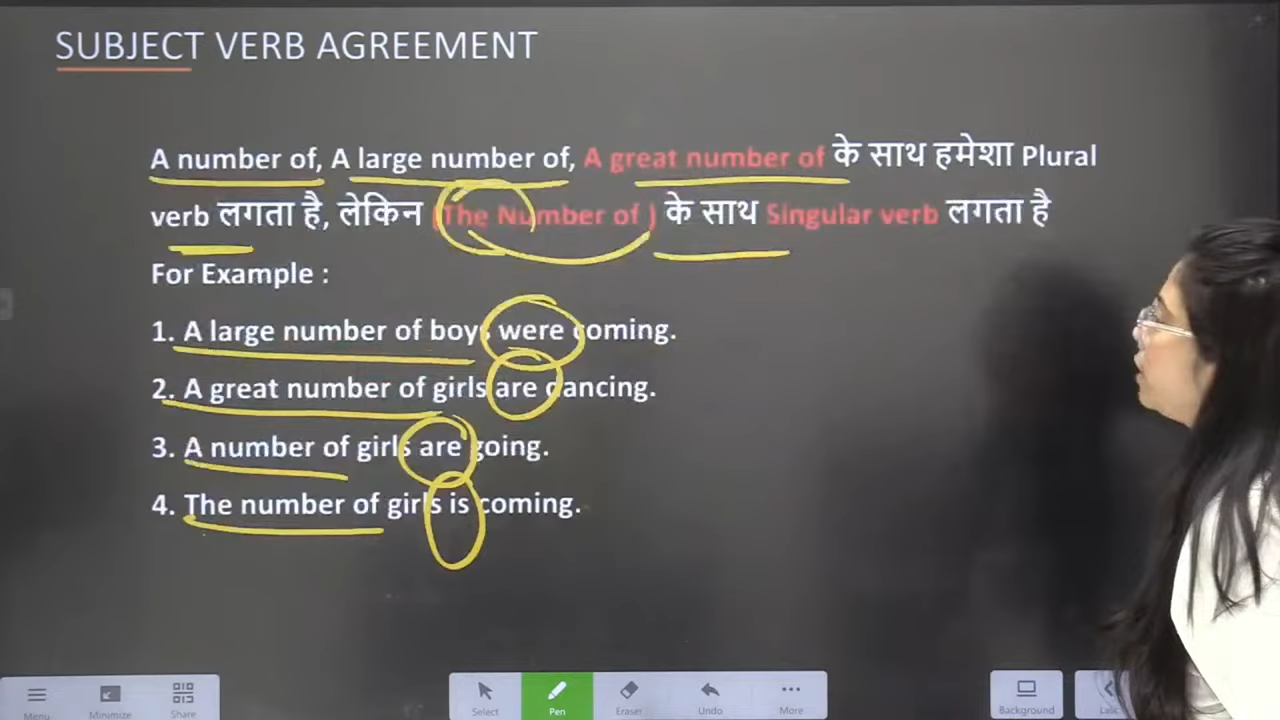 SUBJECT VERB AGREEMENT
A number of, A large number of, A great number of के साथ हमेशा Plural
verb लगता है, लेकिन (The Number of ) के साथ Singular verb लगता है
For Example :
1. A large number of boys were coming.
2. A great number of girls are dancing.
3. A number of girls are going.
4. The number of girls is coming.
Menu
Minimize
Share
Select
Pen
Eraser
Undo
More
Background